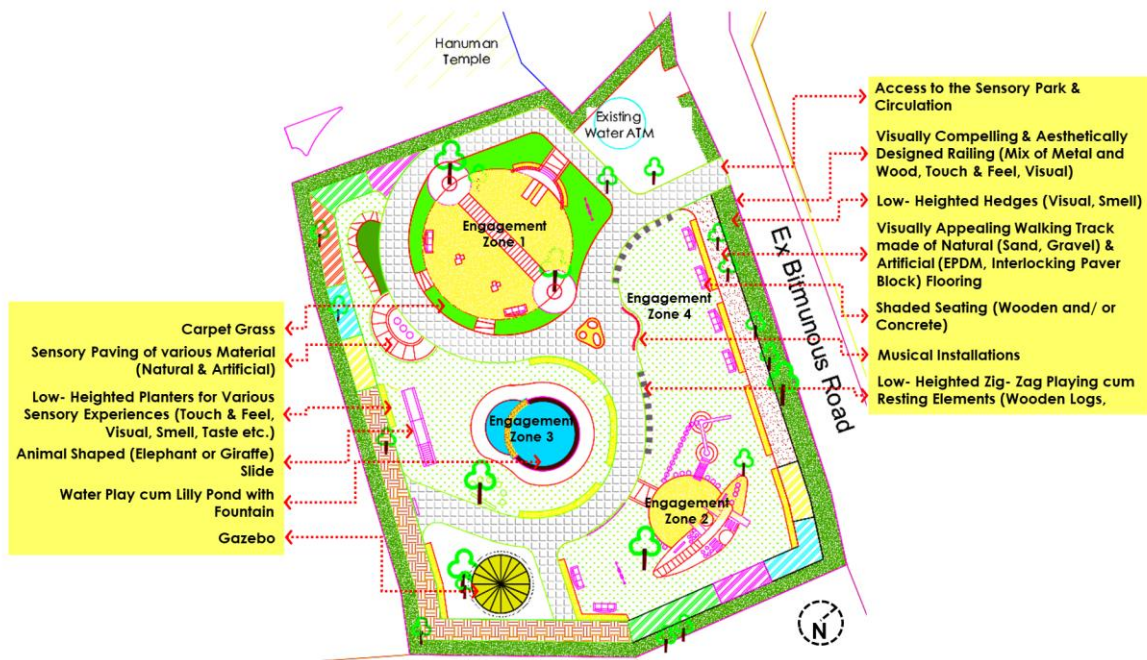 Hanuman
Temple
Existing
Water ATM
Engagement
Zone 1
Engagement
Zone 4
Engagement
Zone 3
Engagement
Zone 2
Ex Bitmunous Road
N
Carpet Grass
Sensory Paving of various Material
(Natural & Artificial)
Low- Heighted Planters for Various
Sensory Experiences (Touch & Feel,
Visual, Smell, Taste etc.)
Animal Shaped (Elephant or Giraffe)
Slide
Water Play cum Lilly Pond with
Fountain
Gazebo
Access to the Sensory Park &
Circulation
Visually Compelling & Aesthetically
Designed Railing (Mix of Metal and
Wood, Touch & Feel, Visual)
Low- Heighted Hedges (Visual, Smell)
Visually Appealing Walking Track
made of Natural (Sand, Gravel) &
Artificial (EPDM, Interlocking Paver
Block) Flooring
Shaded Seating (Wooden and/ or
Concrete)
Musical Installations
Low- Heighted Zig- Zag Playing cum
Resting Elements (Wooden Logs,